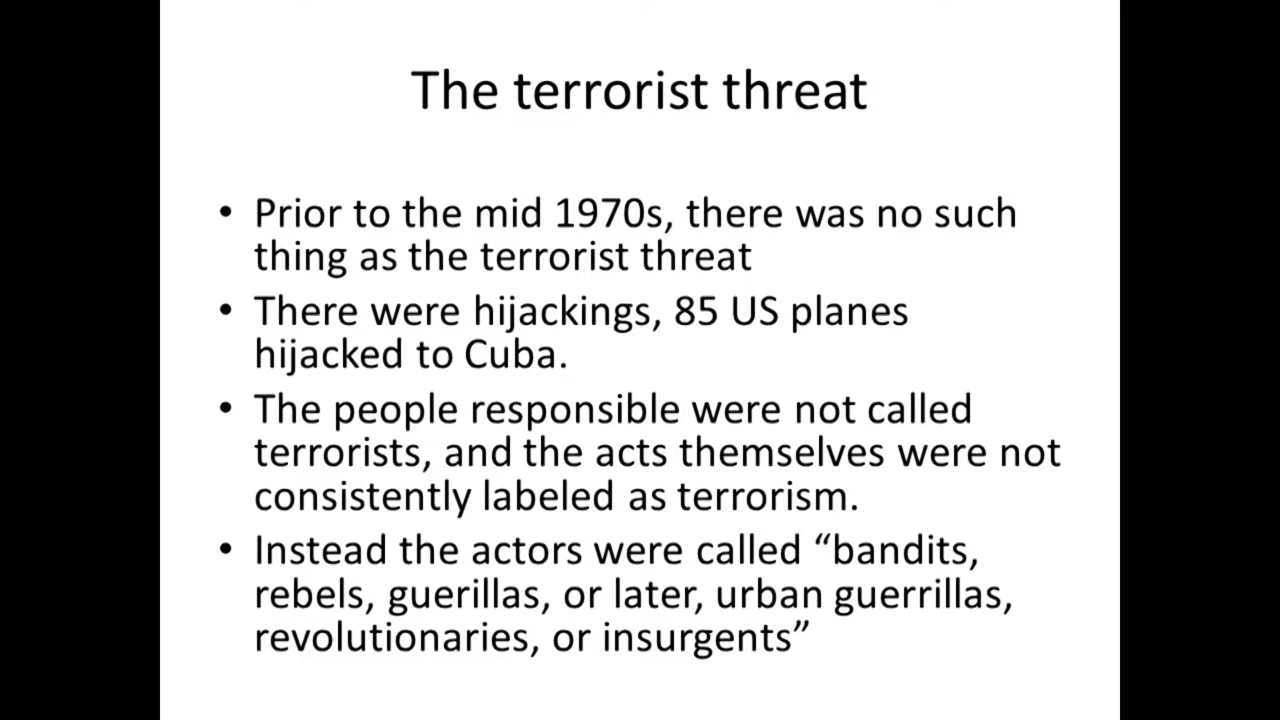 The terrorist threat
• Prior to the mid 1970s, there was no such
thing as the terrorist threat
• There were hijackings, 85 US planes
hijacked to Cuba.
• The people responsible were not called
terrorists, and the acts themselves were not
consistently labeled as terrorism.
• Instead the actors were called “bandits,
rebels, guerillas, or later, urban guerrillas,
revolutionaries, or insurgents”